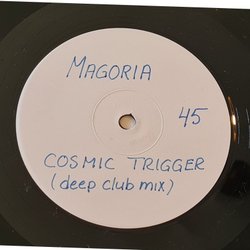 MAGORIA
45
COSMIC TRIGGER
(deep club mix)